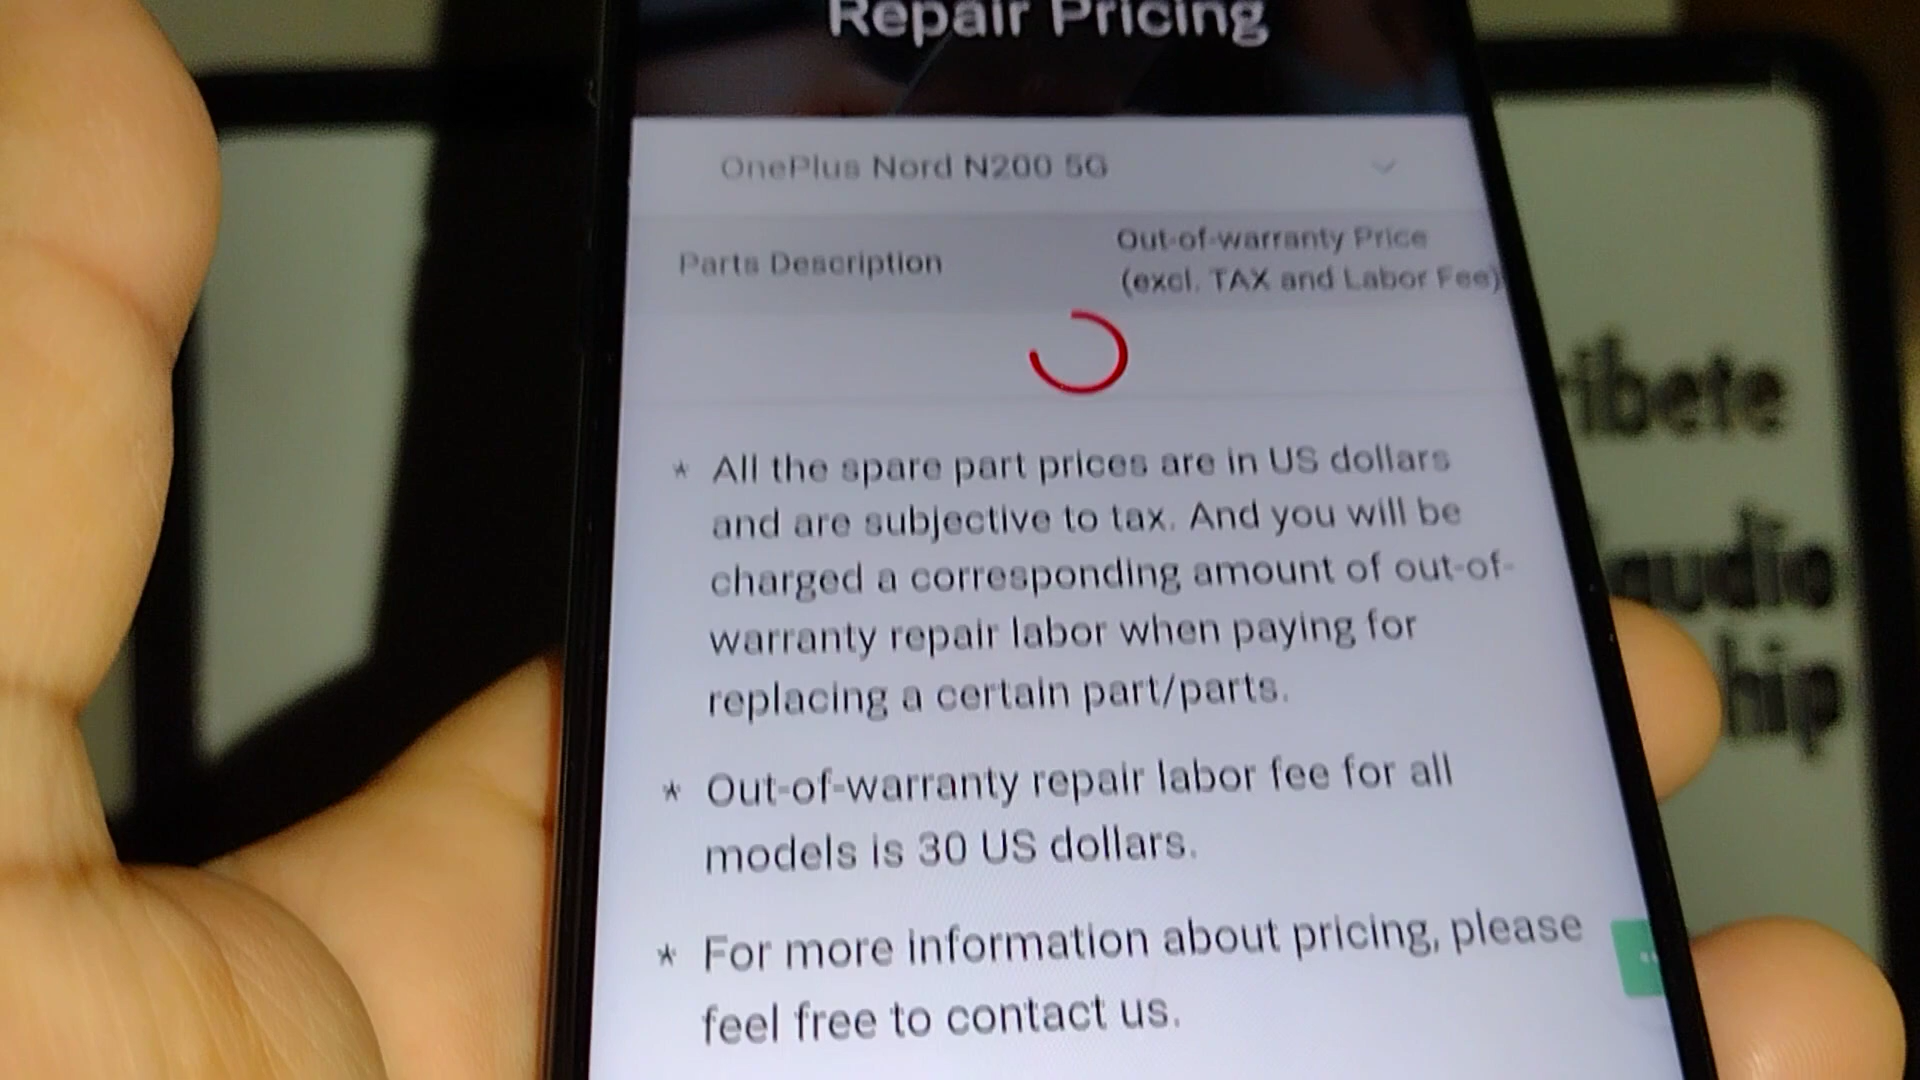 Repair Pricing
OnePlus Nord N200 5G
Parts Description
Out-of-warranty Price
(excl. TAX and Labor Fee)
* All the spare part prices are in US dollars
and are subjective to tax. And you will be
charged a corresponding amount of out-of-
warranty repair labor when paying for
replacing a certain part/parts.
* Out-of-warranty repair labor fee for all
models is 30 US dollars.
* For more information about pricing, please
feel free to contact us.
ribete
audio
hip